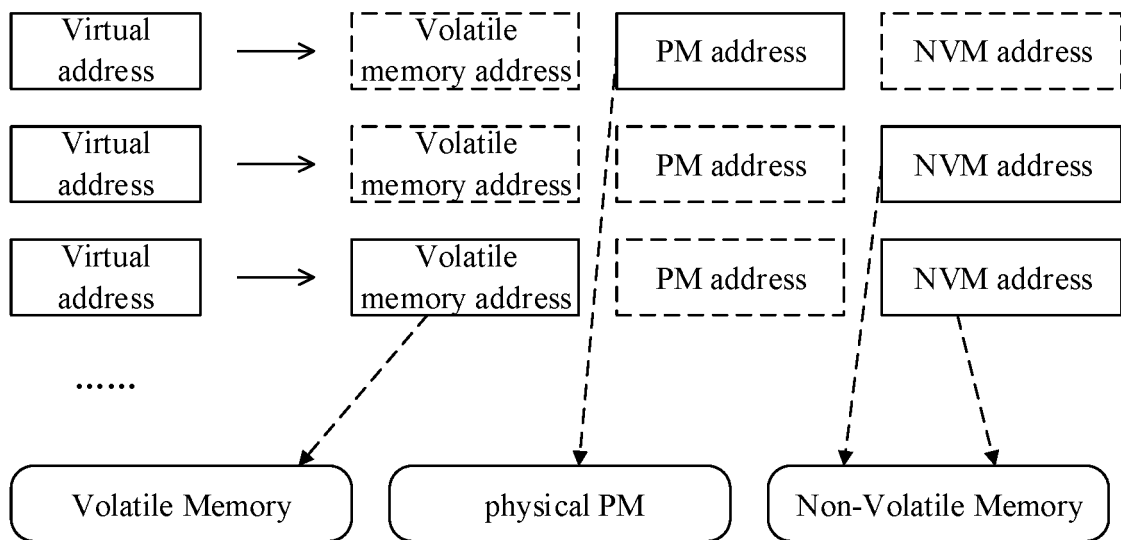 Virtual
address
Volatile
memory address
PM address
NVM address
Virtual
address
Volatile
memory address
PM address
NVM address
Virtual
address
Volatile
memory address
PM address
NVM address
......
Volatile Memory
physical PM
Non-Volatile Memory